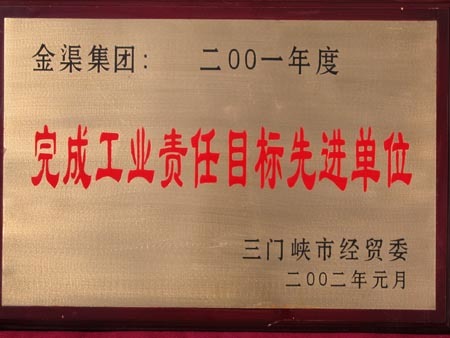 金渠集团： 二00一年度
完成工业责任目标先进单位
三门峡市经贸委
二00二年元月